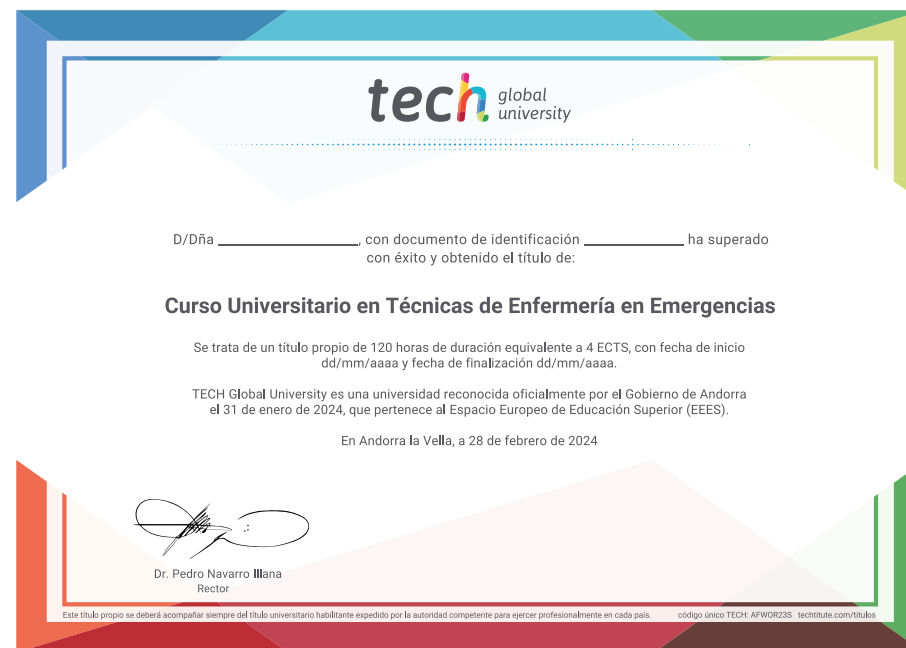 tech global university
D/Dña ____________________, con documento de identificación ______________ ha superado
con éxito y obtenido el título de:
Curso Universitario en Técnicas de Enfermería en Emergencias
Se trata de un título propio de 120 horas de duración equivalente a 4 ECTS, con fecha de inicio
dd/mm/aaaa y fecha de finalización dd/mm/aaaa.
TECH Global University es una universidad reconocida oficialmente por el Gobierno de Andorra
el 31 de enero de 2024, que pertenece al Espacio Europeo de Educación Superior (EEES).
En Andorra la Vella, a 28 de febrero de 2024
Dr. Pedro Navarro Illana
Rector
Este título propio se deberá acompañar siempre del título universitario habilitante expedido por la autoridad competente para ejercer profesionalmente en cada país. código único TECH: AFWOR23S techtitute.com/titulos